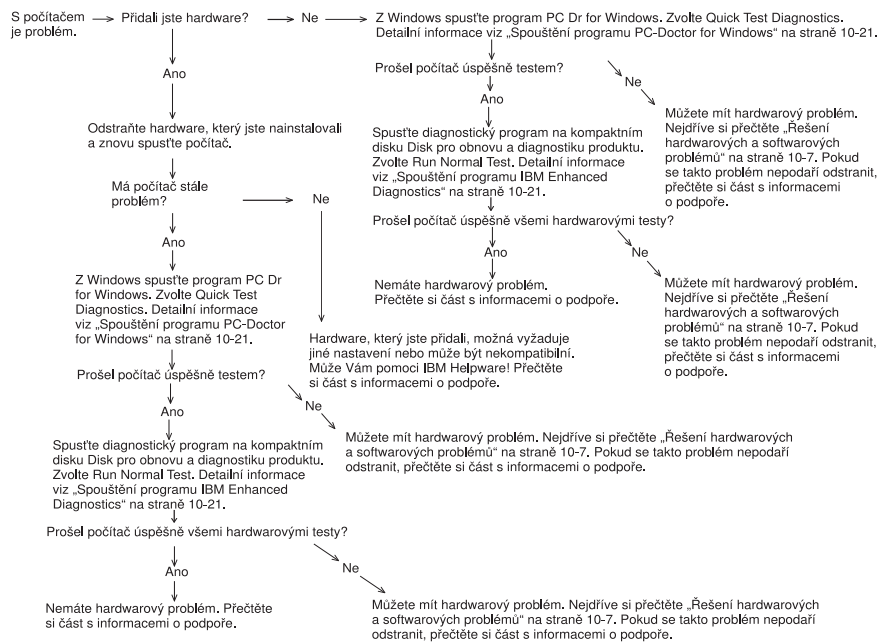 S počítačem
je problém.
Přidali jste hardware?
Ne
Z Windows spusťte program PC Dr for Windows. Zvolte Quick Test Diagnostics.
Detailní informace viz „Spouštění programu PC-Doctor for Windows“ na straně 10-21.
Prošel počítač úspěšně testem?
Ne
Ano
Můžete mít hardwarový problém.
Nejdříve si přečtěte „Řešení
hardwarových a softwarových
problémů“ na straně 10-7. Pokud
se takto problém nepodaří odstranit,
přečtěte si část s informacemi
o podpoře.
Spusťte diagnostický program na kompaktním
disku Disk pro obnovu a diagnostiku produktu.
Zvolte Run Normal Test. Detailní informace
viz „Spouštění programu IBM Enhanced
Diagnostics“ na straně 10-21.
Prošel počítač úspěšně všemi hardwarovými testy?
Ano
Ne
Nemáte hardwarový problém.
Přečtěte si část s informacemi o podpoře.
Můžete mít hardwarový problém.
Nejdříve si přečtěte „Řešení
hardwarových a softwarových
problémů“ na straně 10-7. Pokud
se takto problém nepodaří odstranit,
přečtěte si část s informacemi
o podpoře.
Ano
Odstraňte hardware, který jste nainstalovali
a znovu spusťte počítač.
Má počítač stále
problém?
Ne
Hardware, který jste přidali, možná vyžaduje
jiné nastavení nebo může být nekompatibilní.
Může Vám pomoci IBM Helpware! Přečtěte
si část s informacemi o podpoře.
Ano
Z Windows spusťte program PC Dr
for Windows. Zvolte Quick Test
Diagnostics. Detailní informace
viz „Spouštění programu PC-Doctor
for Windows“ na straně 10-21.
Prošel počítač úspěšně testem?
Ne
Můžete mít hardwarový problém. Nejdříve si přečtěte „Řešení hardwarových
a softwarových problémů“ na straně 10-7. Pokud se takto problém nepodaří
odstranit, přečtěte si část s informacemi o podpoře.
Ano
Spusťte diagnostický program na kompaktním
disku Disk pro obnovu a diagnostiku produktu.
Zvolte Run Normal Test. Detailní informace
viz „Spouštění programu IBM Enhanced
Diagnostics“ na straně 10-21.
Prošel počítač úspěšně všemi hardwarovými testy?
Ano
Ne
Nemáte hardwarový problém. Přečtěte
si část s informacemi o podpoře.
Můžete mít hardwarový problém. Nejdříve si přečtěte „Řešení hardwarových
a softwarových problémů“ na straně 10-7. Pokud se takto problém nepodaří
odstranit, přečtěte si část s informacemi o podpoře.